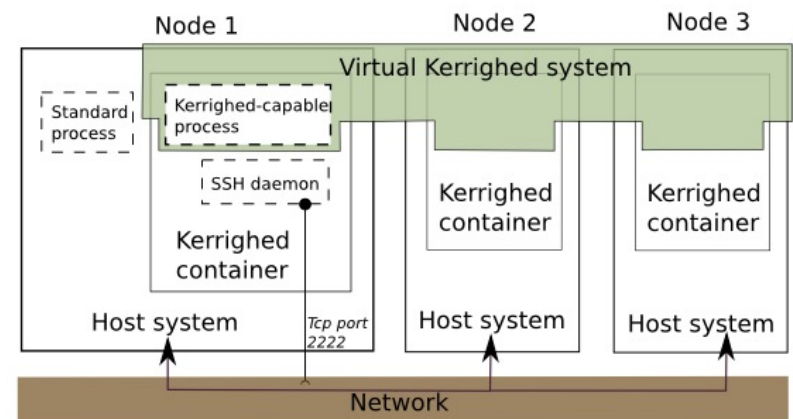 Node 1
Node 2
Node 3
Virtual Kerrighed system
Standard
process
Kerrighed-capable
process
SSH daemon
Kerrighed
container
Kerrighed
container
Kerrighed
container
Host system
Tcp port
2222
Host system
Host system
Network